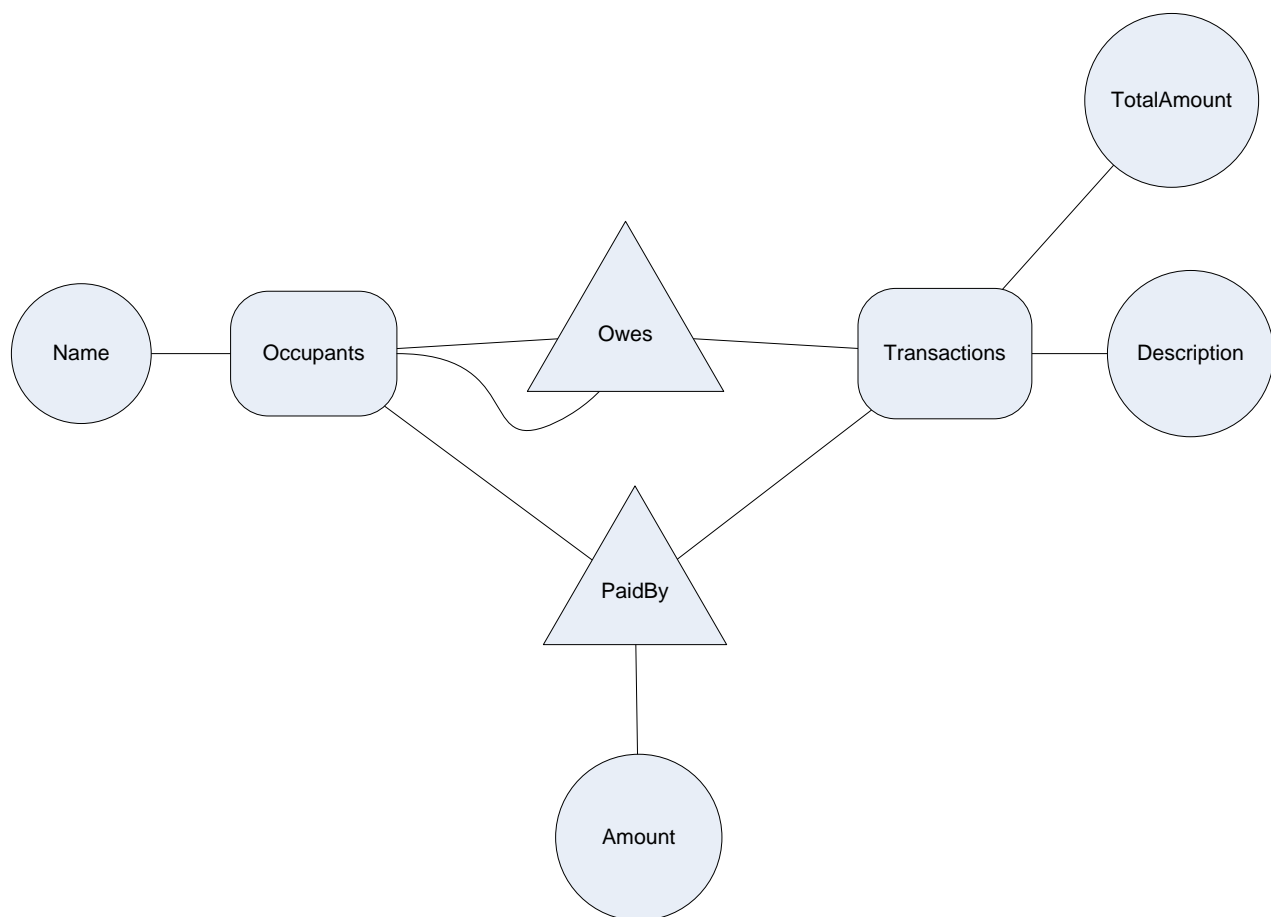 TotalAmount
Owes
Name
Occupants
Transactions
Description
PaidBy
Amount